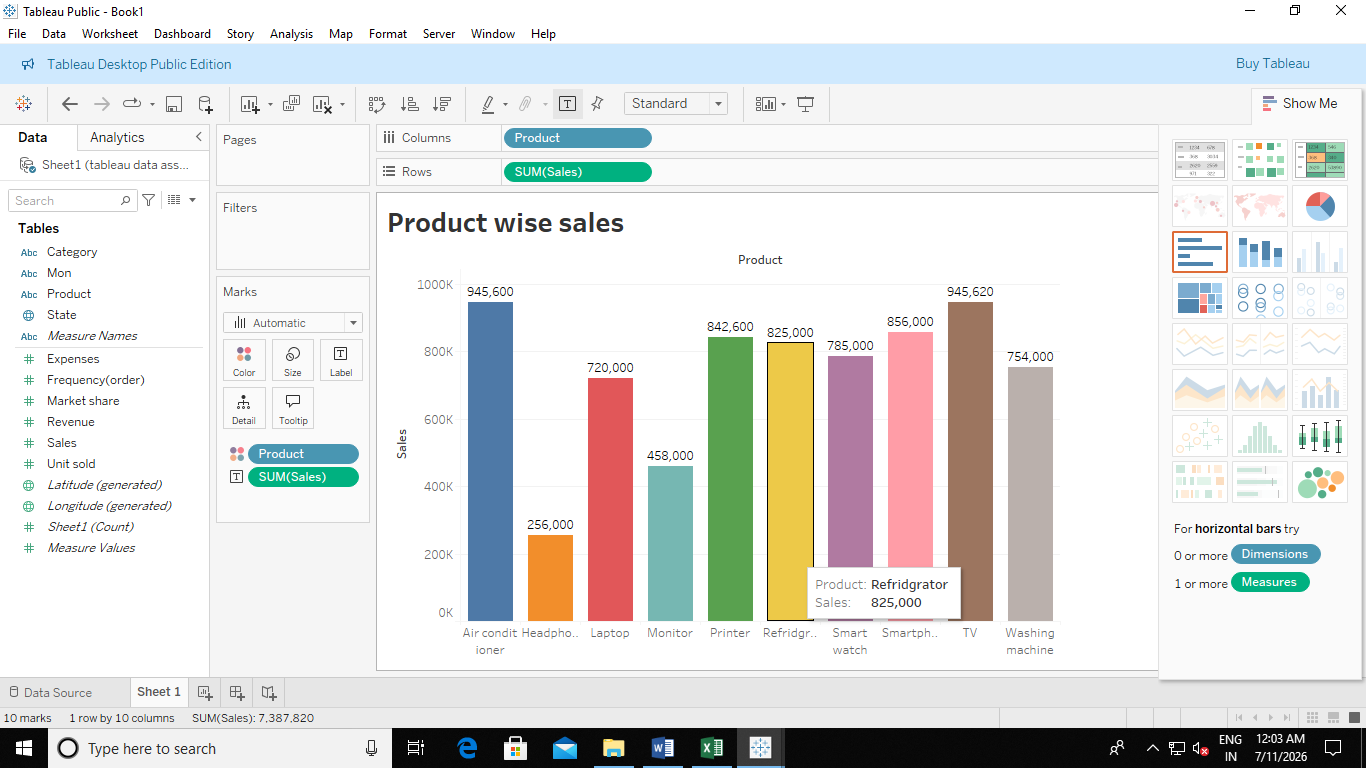 Tableau Public - Book1
File Data Worksheet Dashboard Story Analysis Map Format Server Window Help
Tableau Desktop Public Edition
Buy Tableau
Standard
Show Me
Data Analytics
Sheet1 (tableau data ass...
Search
Tables
Abc Category
Abc Mon
Abc Product
State
Abc Measure Names
Expenses
Frequency(order)
Market share
Revenue
Sales
Unit sold
Latitude (generated)
Longitude (generated)
Sheet1 (Count)
Measure Values
Pages
Filters
Marks
Automatic
Color Size Label
Detail Tooltip
Product
SUM(Sales)
Columns Product
Rows SUM(Sales)
Product wise sales
Product
Sales
1000K
800K
600K
400K
200K
0K
945,600
256,000
720,000
458,000
842,600
825,000
785,000
856,000
945,620
754,000
Product: Refridgrator
Sales: 825,000
Air condit
ioner
Headpho..
Laptop
Monitor
Printer
Refridgr..
Smart
watch
Smartph..
TV
Washing
machine
For horizontal bars try
0 or more Dimensions
1 or more Measures
Data Source Sheet 1
10 marks 1 row by 10 columns SUM(Sales): 7,387,820
Type here to search
ENG
IN
12:03 AM
7/11/2026